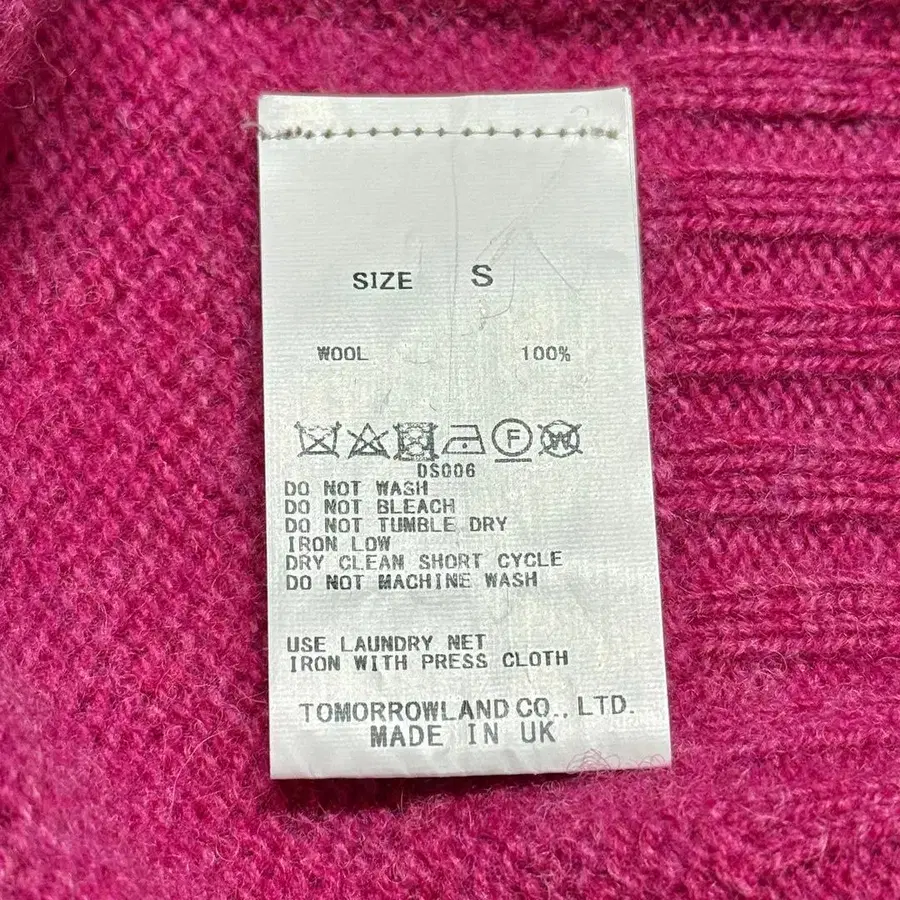 SIZE S
WOOL 100%
F W
DS006
DO NOT WASH
DO NOT BLEACH
DO NOT TUMBLE DRY
IRON LOW
DRY CLEAN SHORT CYCLE
DO NOT MACHINE WASH
USE LAUNDRY NET
IRON WITH PRESS CLOTH
TOMORROWLAND CO., LTD.
MADE IN UK